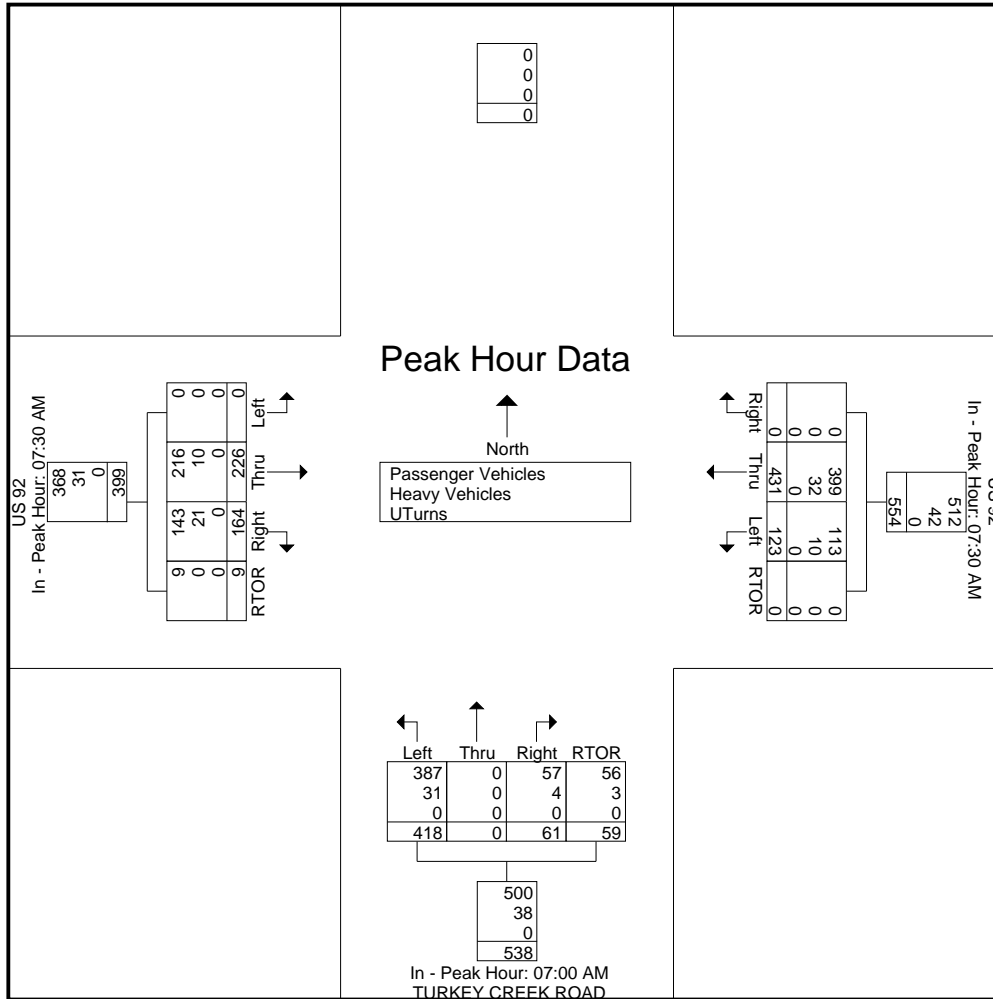 0
0
0
0
Peak Hour Data
North
Passenger Vehicles
Heavy Vehicles
UTurns
US 92
In - Peak Hour: 07:30 AM
368
31
0
399
Left
0
0
0
0
Thru
216
10
0
226
Right
143
21
0
164
RTOR
9
0
0
9
Right
0
0
0
0
Thru
399
32
0
431
Left
113
10
0
123
RTOR
0
0
0
0
512
42
0
554
In - Peak Hour: 07:30 AM
US 92
Left Thru Right RTOR
387 0 57 56
31 0 4 3
0 0 0 0
418 0 61 59
500
38
0
538
In - Peak Hour: 07:00 AM
TURKEY CREEK ROAD